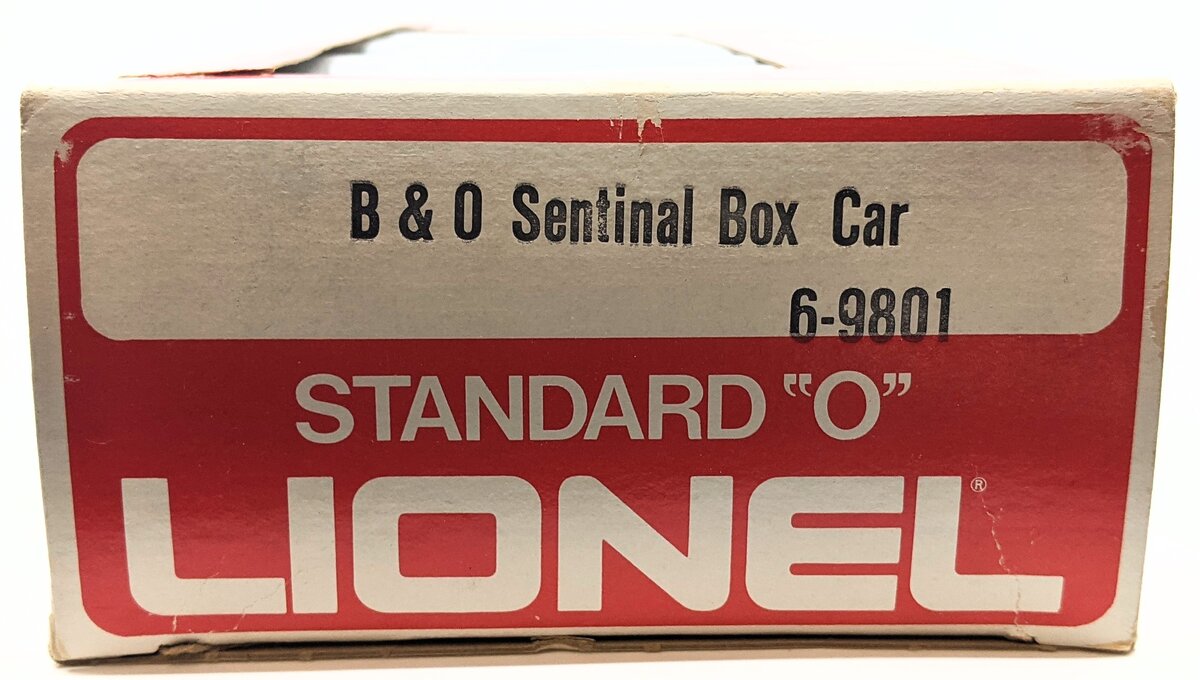 B & O Sentinal Box Car
6-9801
STANDARD “O”
LIONEL®